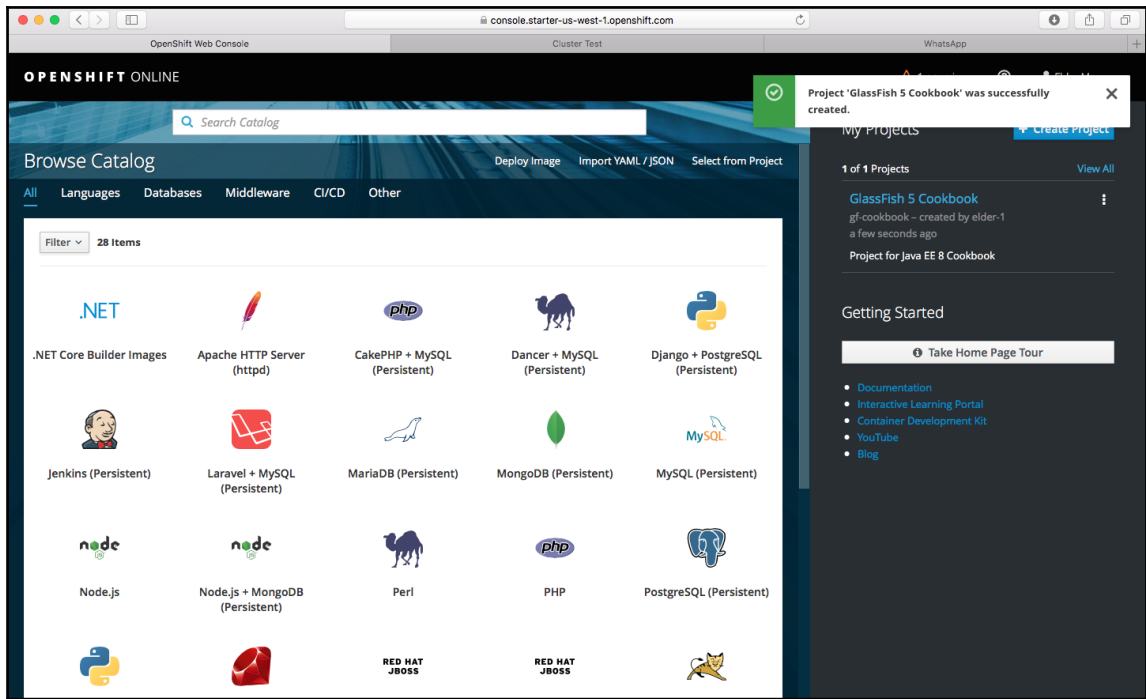 console.starter-us-west-1.openshift.com
OpenShift Web Console
Cluster Test
WhatsApp
OPENSHIFT ONLINE
Project 'GlassFish 5 Cookbook' was successfully
created.
Search Catalog
My Projects
+ Create Project
Browse Catalog
Deploy Image
Import YAML / JSON
Select from Project
1 of 1 Projects
View All
All
Languages
Databases
Middleware
CI/CD
Other
GlassFish 5 Cookbook
gf-cookbook – created by elder-1
a few seconds ago
Project for Java EE 8 Cookbook
Filter
28 Items
.NET
php
.NET Core Builder Images
Apache HTTP Server
(httpd)
CakePHP + MySQL
(Persistent)
Dancer + MySQL
(Persistent)
Django + PostgreSQL
(Persistent)
Getting Started
Take Home Page Tour
Documentation
Interactive Learning Portal
Container Development Kit
YouTube
Blog
MySQL
Jenkins (Persistent)
Laravel + MySQL
(Persistent)
MariaDB (Persistent)
MongoDB (Persistent)
MySQL (Persistent)
node
JS
node
JS
php
Node.js
Node.js + MongoDB
(Persistent)
Perl
PHP
PostgreSQL (Persistent)
RED HAT
JBOSS
RED HAT
JBOSS